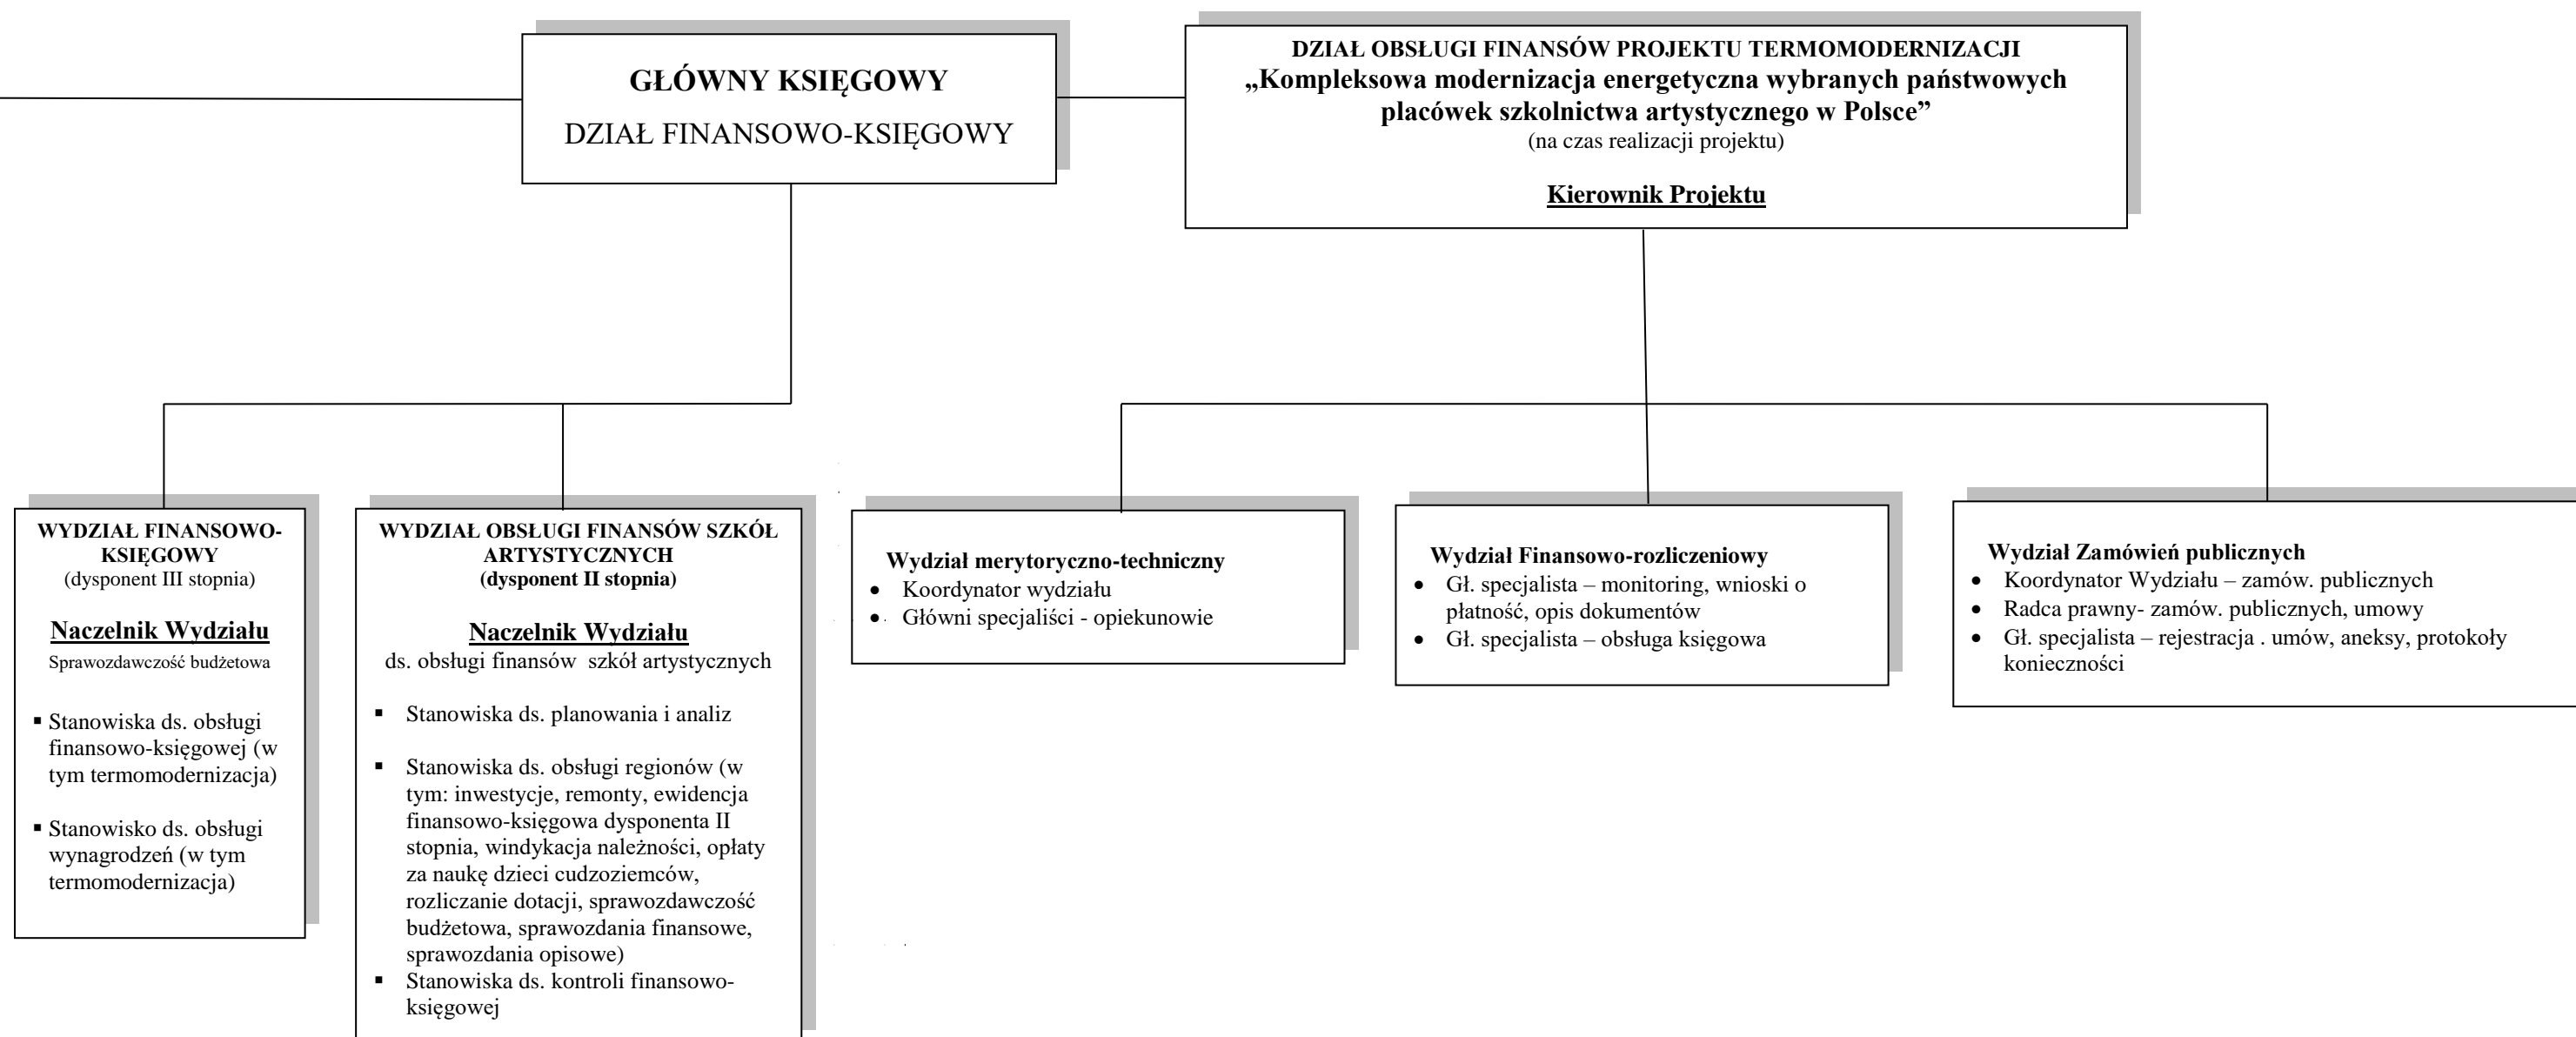 GŁÓWNY KSIĘGOWY
DZIAŁ FINANSOWO-KSIĘGOWY
DZIAŁ OBSŁUGI FINANSÓW PROJEKTU TERMOMODERNIZACJI
„Kompleksowa modernizacja energetyczna wybranych państwowych
placówek szkolnictwa artystycznego w Polsce”
(na czas realizacji projektu)
Kierownik Projektu
WYDZIAŁ FINANSOWO-
KSIĘGOWY
(dysponent III stopnia)
Naczelnik Wydziału
Sprawozdawczość budżetowa
▪ Stanowiska ds. obsługi
finansowo-księgowej (w
tym termomodernizacja)
▪ Stanowisko ds. obsługi
wynagrodzeń (w tym
termomodernizacja)
WYDZIAŁ OBSŁUGI FINANSÓW SZKÓŁ
ARTYSTYCZNYCH
(dysponent II stopnia)
Naczelnik Wydziału
ds. obsługi finansów  szkół artystycznych
▪ Stanowiska ds. planowania i analiz
▪ Stanowiska ds. obsługi regionów (w
tym: inwestycje, remonty, ewidencja
finansowo-księgowa dysponenta II
stopnia, windykacja należności, opłaty
za naukę dzieci cudzoziemców,
rozliczanie dotacji, sprawozdawczość
budżetowa, sprawozdania finansowe,
sprawozdania opisowe)
▪ Stanowiska ds. kontroli finansowo-
księgowej
Wydział merytoryczno-techniczny
• Koordynator wydziału
• Główni specjaliści - opiekunowie
Wydział Finansowo-rozliczeniowy
• Gł. specjalista – monitoring, wnioski o
płatność, opis dokumentów
• Gł. specjalista – obsługa księgowa
Wydział Zamówień publicznych
• Koordynator Wydziału – zamów. publicznych
• Radca prawny- zamów. publicznych, umowy
• Gł. specjalista – rejestracja . umów, aneksy, protokoły
konieczności